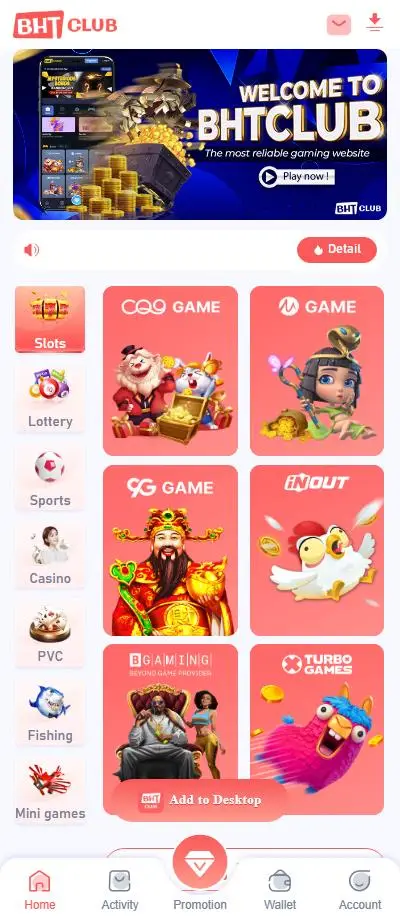 BHT CLUB
WELCOME TO
BHTCLUB
The most reliable gaming website
Play now !
BHT CLUB
Detail
Slots
Lottery
Sports
Casino
PVC
Fishing
Mini games
CQ9 GAME
GAME
9G GAME
iNOUT
BGAMING
BEYOND GAME PROVIDER
TURBO
GAMES
BHT
CLUB
Add to Desktop
Home
Activity
Promotion
Wallet
Account